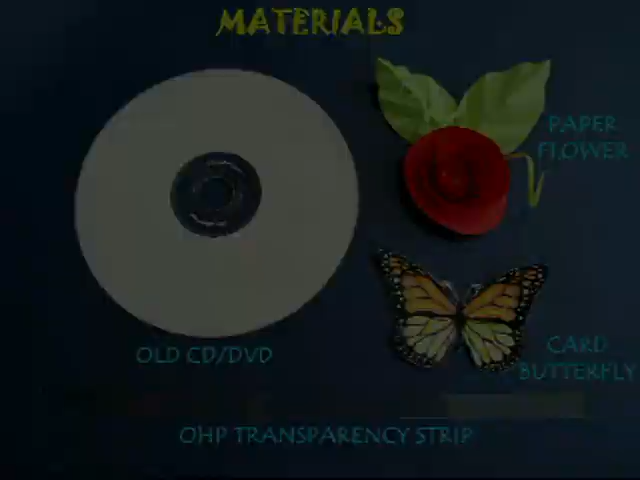 MATERIALS
PAPER
FLOWER
OLD CD/DVD
CARD
BUTTERFLY
OHP TRANSPARENCY STRIP